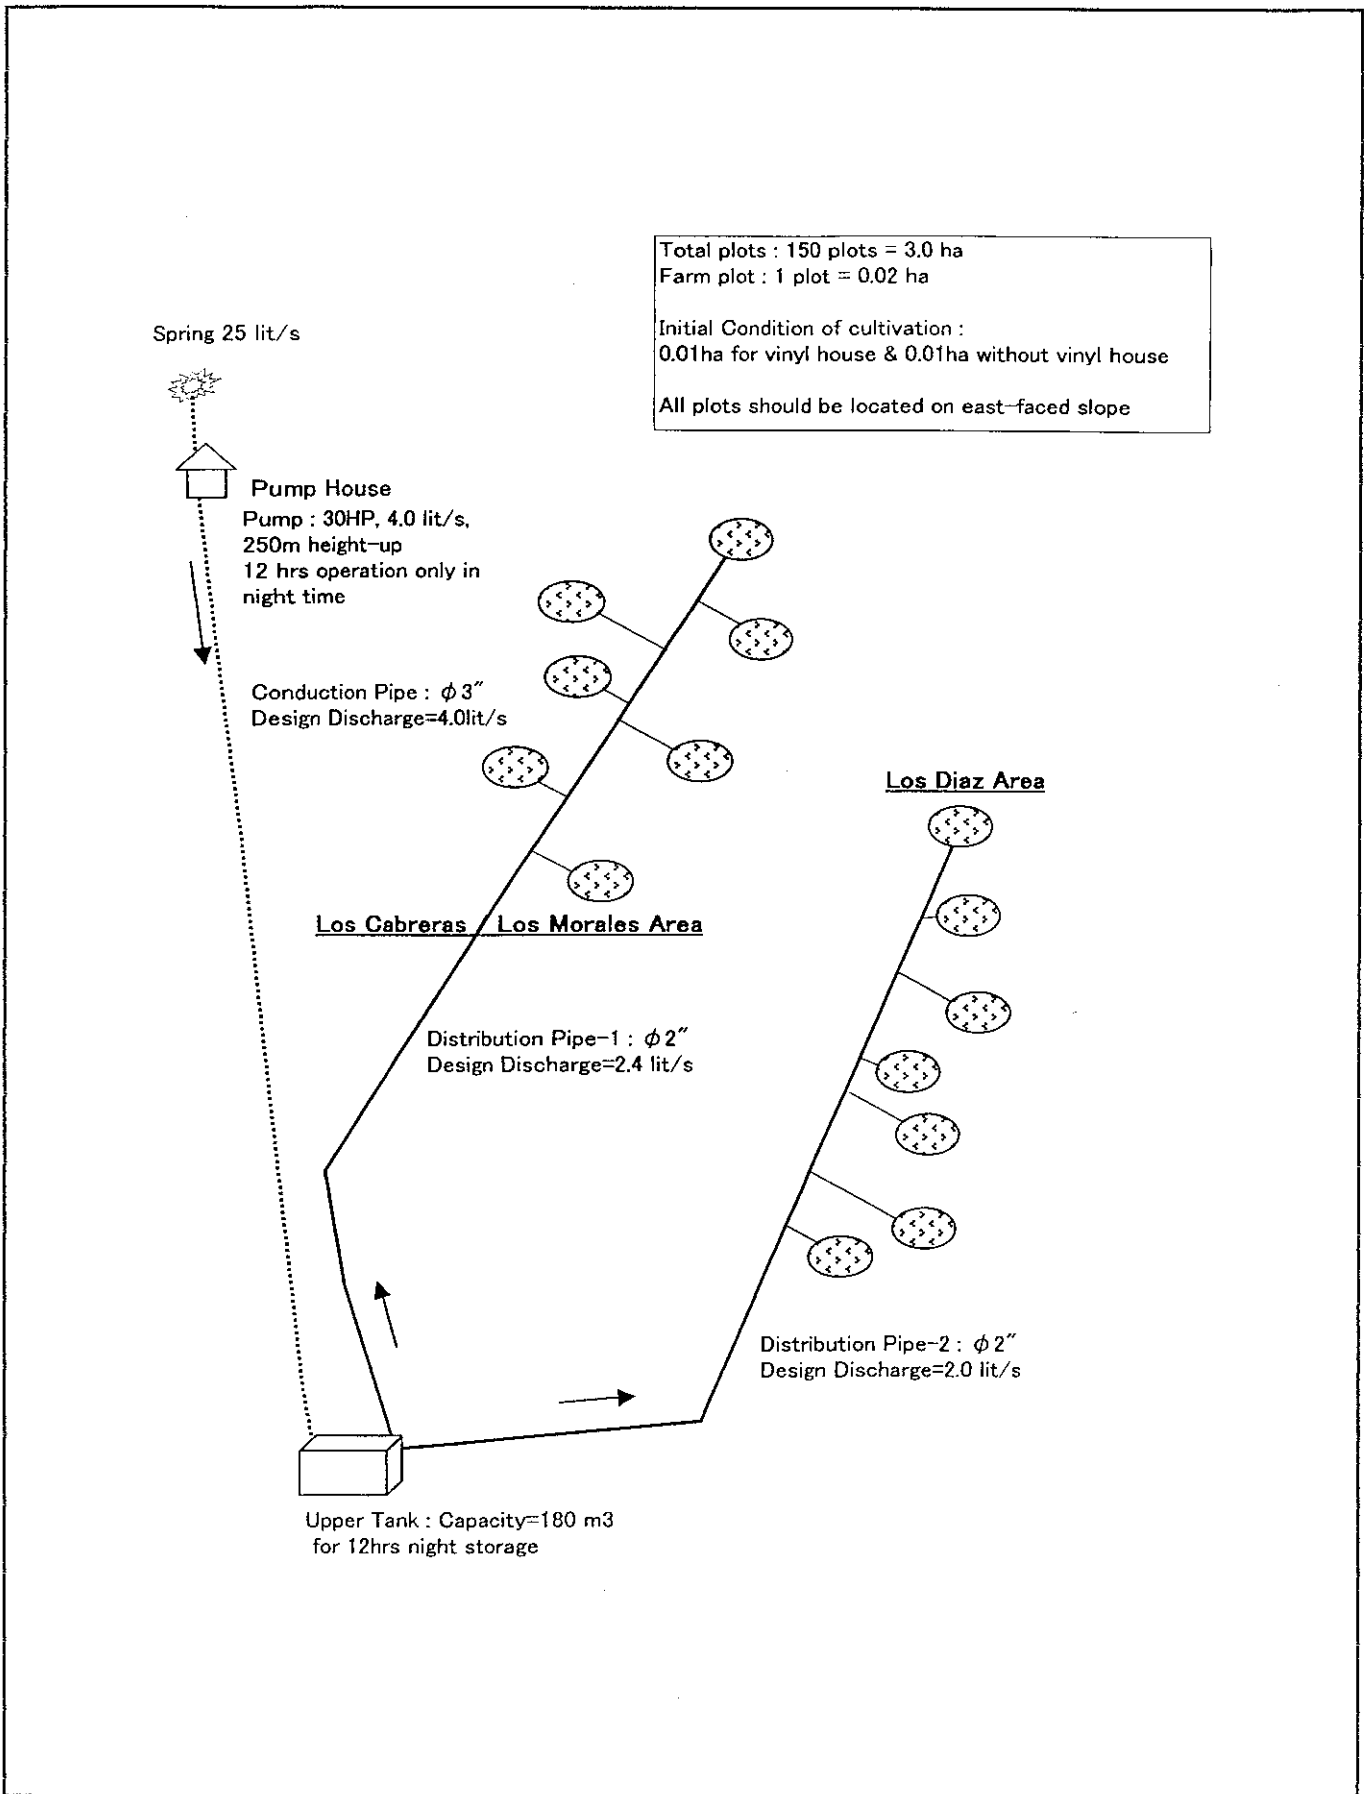 Total plots : 150 plots = 3.0 ha
Farm plot : 1 plot = 0.02 ha
Initial Condition of cultivation :
0.01ha for vinyl house & 0.01ha without vinyl house
All plots should be located on east-faced slope
Spring 25 lit/s
Pump House
Pump : 30HP, 4.0 lit/s,
250m height-up
12 hrs operation only in
night time
Conduction Pipe : ϕ3″
Design Discharge=4.0lit/s
Los Diaz Area
Los Cabreras / Los Morales Area
Distribution Pipe-1 : ϕ2″
Design Discharge=2.4 lit/s
Distribution Pipe-2 : ϕ2″
Design Discharge=2.0 lit/s
Upper Tank : Capacity=180 m3
for 12hrs night storage